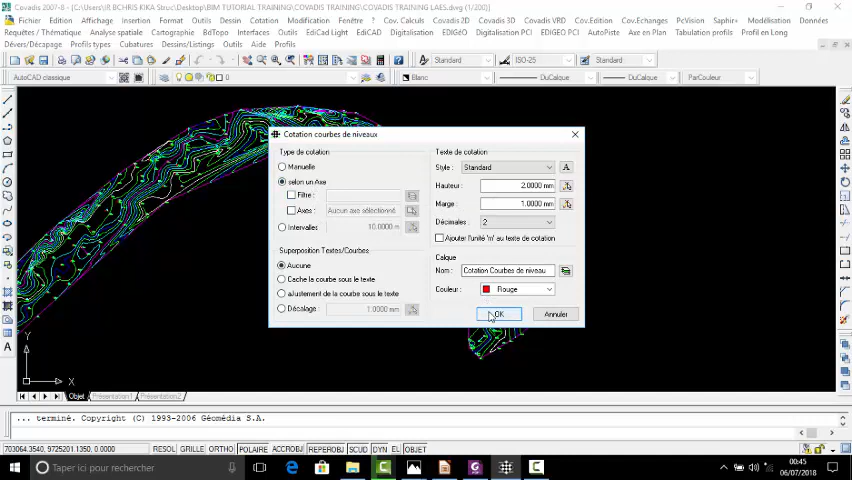 Covadis 2007-8 - [C:\Users\IR BCHRIS KIKA Struc\Desktop\BIM TUTORIAL TRAINING\COVADIS TRAINING LAES.dwg (1/200)]
Fichier Edition Affichage Insertion Format Outils Dessin Cotation Modification Fenêtre ? Cov. Calculs Covadis 2D Covadis 3D Covadis VRD Cov.Edition Cov.Echanges PcVision Saphir+ Modélisation Données
Requêtes / Thématique Analyse Spatiale Cartographie BdTopo Interfaces Outils EdiCad Light EdiCAD Digitalisation EDIGéO Digitalisation PCI EDIGEO PCI AutoPiste Axe en Plan Tabulation profils Profil en Long
Dévers/Décapage Profils types Cubatures Dessins/Listings Aide Profils
Standard ISO-25 Standard
AutoCAD classique 0 Blanc DuCalque DuCalque ParCouleur
Cotation courbes de niveaux
Type de cotation
Manuelle
selon un Axe
Filtre :
Axes : Aucun axe sélectionné
Intervalles 10.0000 m
Superposition Textes/Courbes
Aucune
Cache la courbe sous le texte
ajustement de la courbe sous le texte
Décalage : 1.0000 mm
Texte de cotation
Style : Standard A
Hauteur : 2.0000 mm
Marge : 1.0000 mm
Décimales : 2
Ajouter l'unité 'm' au texte de cotation
Calque
Nom : Cotation Courbes de niveau
Couleur : Rouge
OK Annuler
Y
X
Objet Présentation1 Présentation2
... terminé. Copyright (C) 1993-2006 Géomédia S.A.
703064.3540, 9725201.1350, 0.0000 RESOL GRILLE ORTHO POLAIRE ACCROBJ REPEROBJ SCUD DYN EL OBJET
Taper ici pour rechercher
00:45
06/07/2018